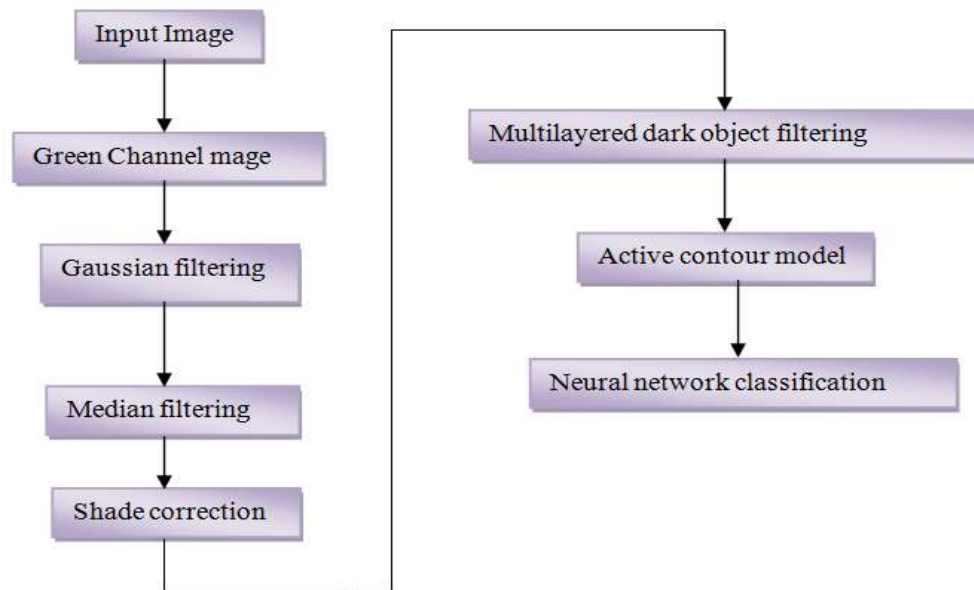 Input Image
Green Channel mage
Gaussian filtering
Median filtering
Shade correction
Multilayered dark object filtering
Active contour model
Neural network classification